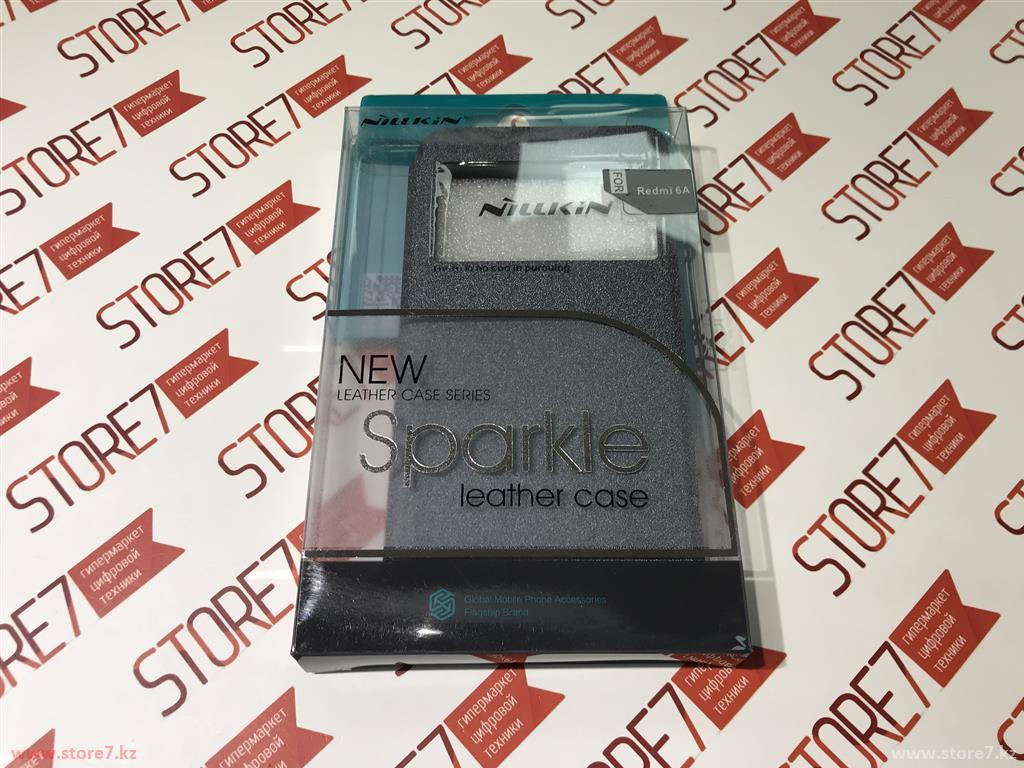 NILLKIN
FOR
Redmi 6A
NILLKIN
NEW
LEATHER CASE SERIES
Sparkle
leather case
Global Mobile Phone Accessories
Flagship Brand
STORE7
гипермаркет
цифровой
техники
www.store7.kz
www.store7.kz